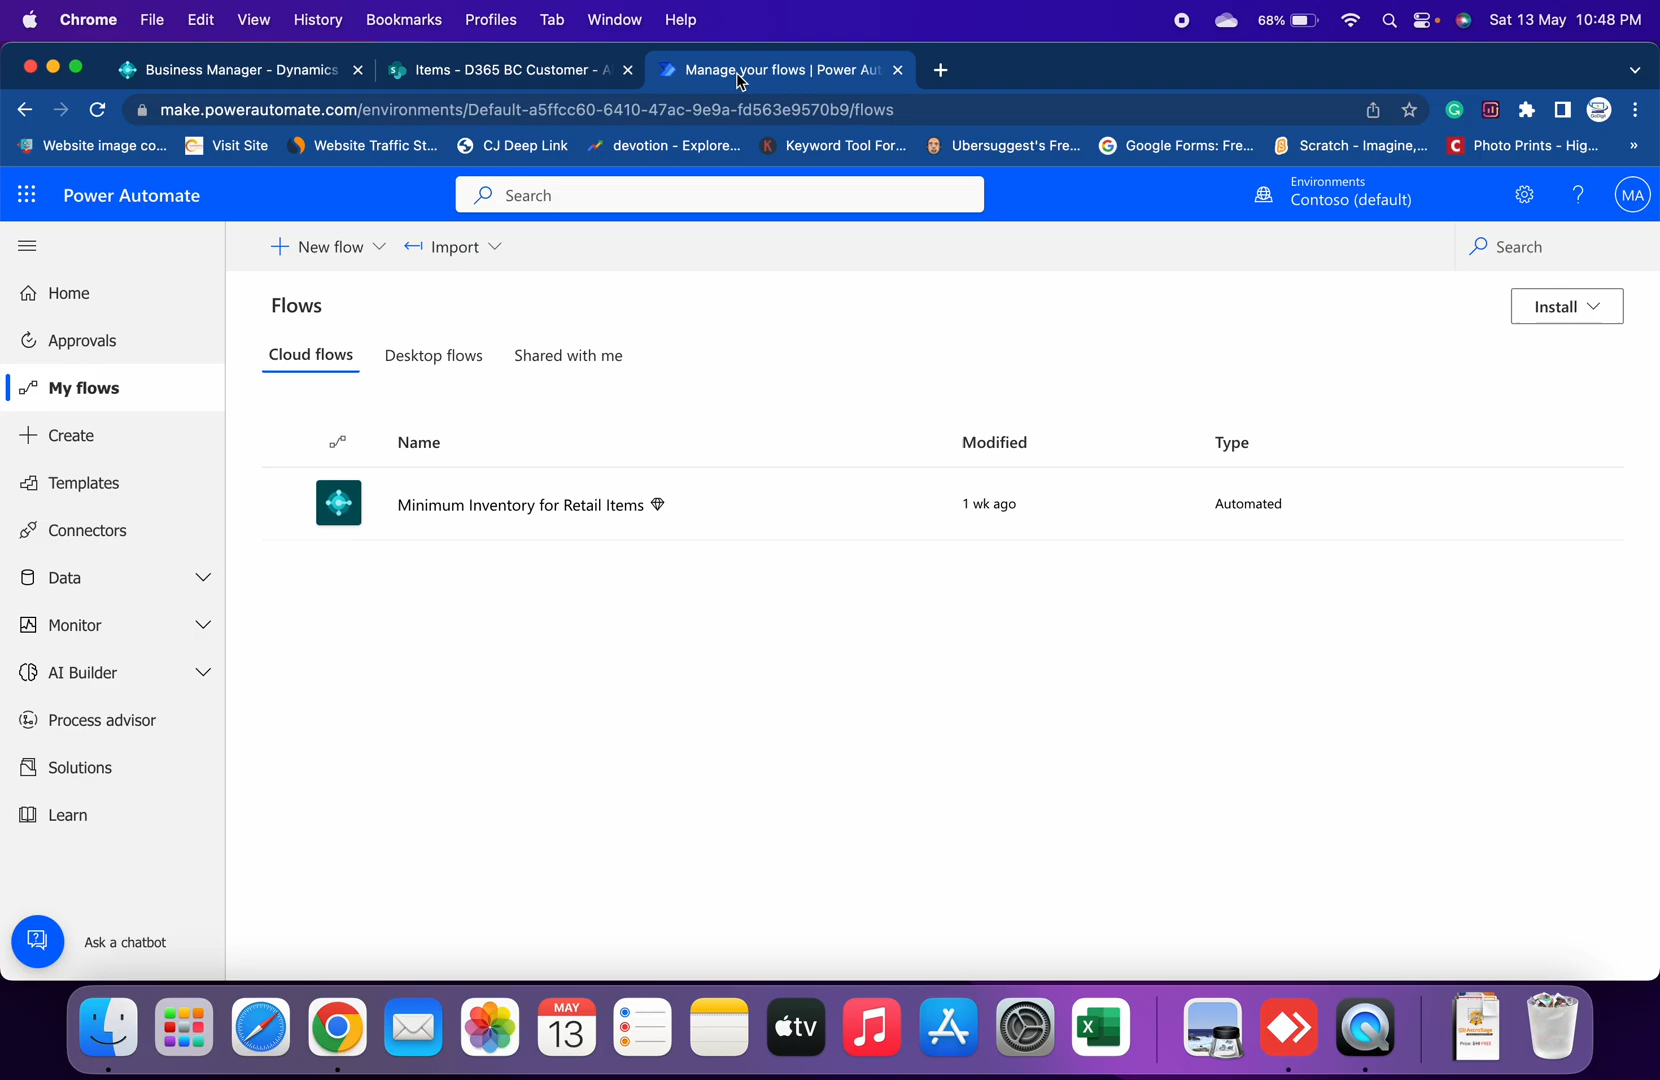 Chrome File Edit View History Bookmarks Profiles Tab Window Help 68% Sat 13 May 10:48 PM
Business Manager - Dynamics Items - D365 BC Customer - A Manage your flows | Power Aut
make.powerautomate.com/environments/Default-a5ffcc60-6410-47ac-9e9a-fd563e9570b9/flows
Website image co... Visit Site Website Traffic St... CJ Deep Link devotion - Explore... Keyword Tool For... Ubersuggest's Fre... Google Forms: Fre... Scratch - Imagine,... Photo Prints - Hig... »
Power Automate
Search
Environments
Contoso (default)
?
MA
New flow Import Search
Home
Approvals
My flows
Create
Templates
Connectors
Data
Monitor
AI Builder
Process advisor
Solutions
Learn
Ask a chatbot
Flows
Install
Cloud flows Desktop flows Shared with me
Name Modified Type
Minimum Inventory for Retail Items 1 wk ago Automated
MAY
13
tv
X